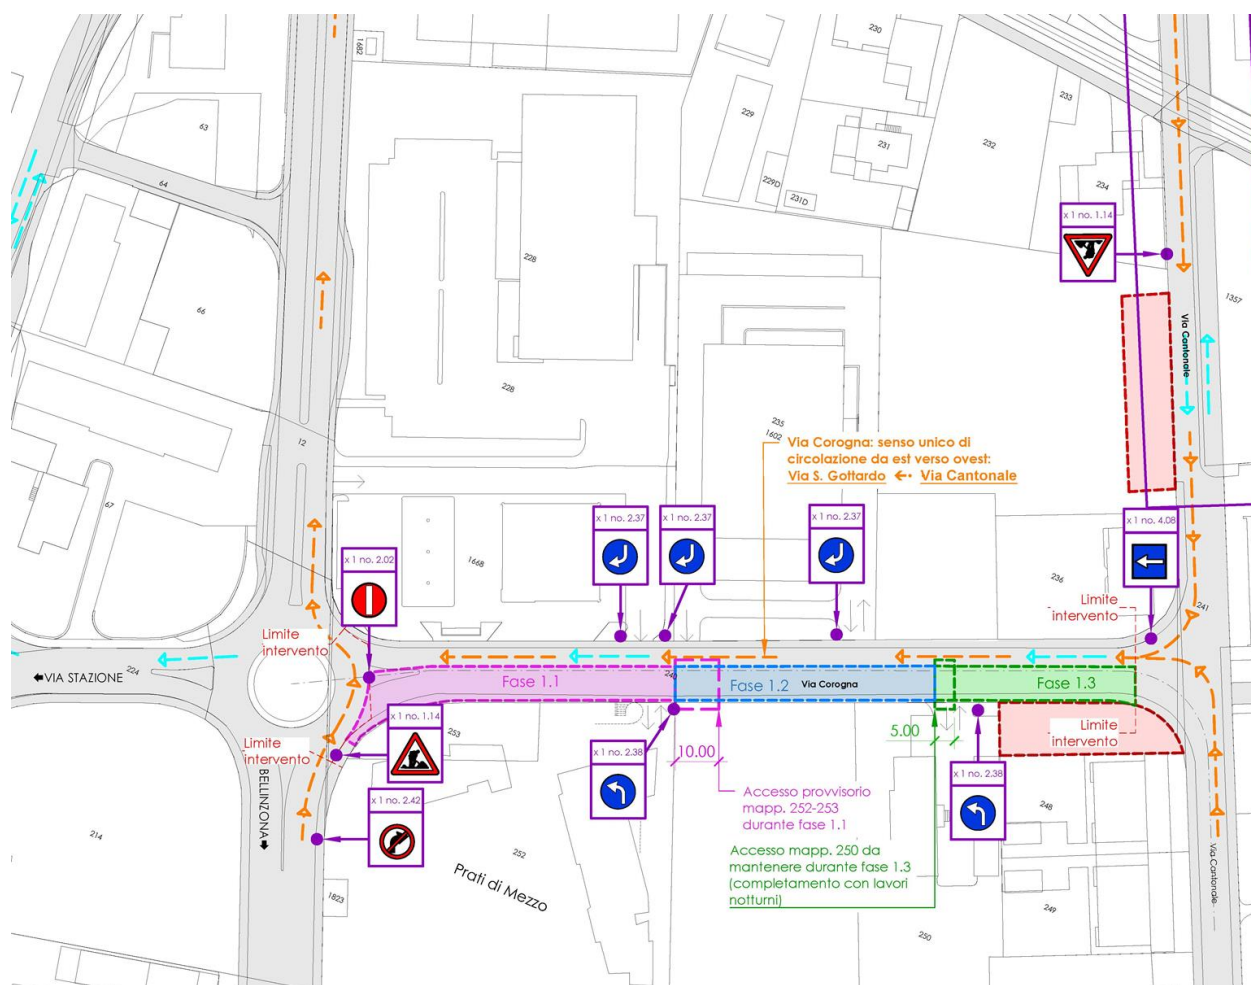 1682
230
63
229
231
232
233
64
234
229D
231D
x 1 no. 1.14
228
66
1357
Via Cantonale
228
235
1602
12
Via Corogna: senso unico di
circolazione da est verso ovest:
Via S. Gottardo Via Cantonale
67
x 1 no. 2.37
x 1 no. 2.37
x 1 no. 2.37
x 1 no. 4.08
x 1 no. 2.02
1668
236
Limite
intervento
241
Limite
intervento
224
VIA STAZIONE
240
Fase 1.1
Fase 1.2
Via Corogna
Fase 1.3
x 1 no. 1.14
253
Limite
intervento
Limite
intervento
5.00
10.00
x 1 no. 2.38
x 1 no. 2.38
BELLINZONA
x 1 no. 2.42
Accesso provvisorio
mapp. 252-253
durante fase 1.1
248
214
Accesso mapp. 250 da
mantenere durante fase 1.3
(completamento con lavori
notturni)
252
Via Cantonale
Prati di Mezzo
1823
249
250